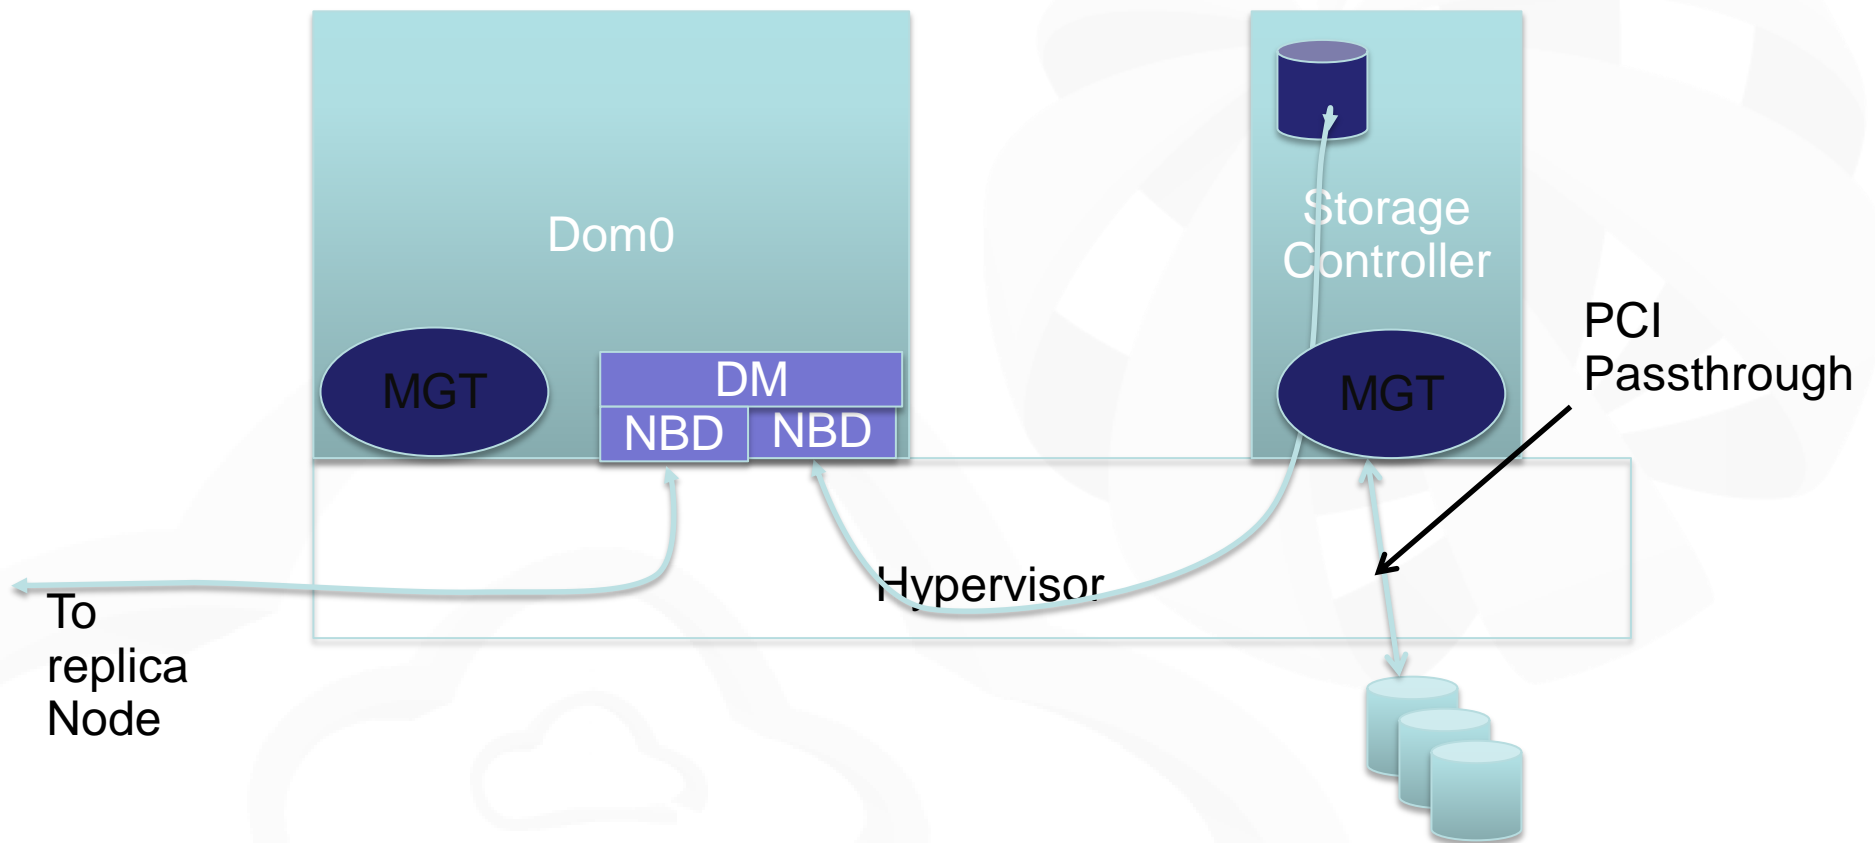 Dom0
MGT
DM
NBD
NBD
Storage
Controller
MGT
PCI
Passthrough
Hypervisor
To
replica
Node